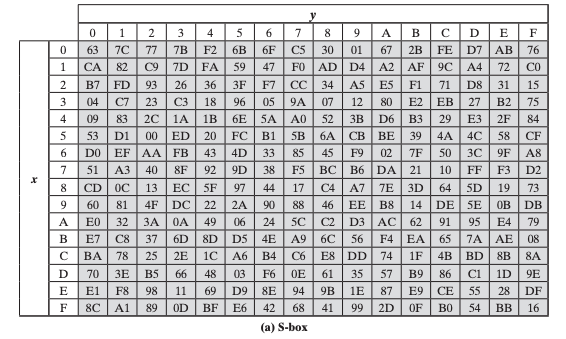 y
0 1 2 3 4 5 6 7 8 9 A B C D E F
0 63 7C 77 7B F2 6B 6F C5 30 01 67 2B FE D7 AB 76
1 CA 82 C9 7D FA 59 47 F0 AD D4 A2 AF 9C A4 72 C0
2 B7 FD 93 26 36 3F F7 CC 34 A5 E5 F1 71 D8 31 15
3 04 C7 23 C3 18 96 05 9A 07 12 80 E2 EB 27 B2 75
4 09 83 2C 1A 1B 6E 5A A0 52 3B D6 B3 29 E3 2F 84
5 53 D1 00 ED 20 FC B1 5B 6A CB BE 39 4A 4C 58 CF
6 D0 EF AA FB 43 4D 33 85 45 F9 02 7F 50 3C 9F A8
7 51 A3 40 8F 92 9D 38 F5 BC B6 DA 21 10 FF F3 D2
x
8 CD 0C 13 EC 5F 97 44 17 C4 A7 7E 3D 64 5D 19 73
9 60 81 4F DC 22 2A 90 88 46 EE B8 14 DE 5E 0B DB
A E0 32 3A 0A 49 06 24 5C C2 D3 AC 62 91 95 E4 79
B E7 C8 37 6D 8D D5 4E A9 6C 56 F4 EA 65 7A AE 08
C BA 78 25 2E 1C A6 B4 C6 E8 DD 74 1F 4B BD 8B 8A
D 70 3E B5 66 48 03 F6 0E 61 35 57 B9 86 C1 1D 9E
E E1 F8 98 11 69 D9 8E 94 9B 1E 87 E9 CE 55 28 DF
F 8C A1 89 0D BF E6 42 68 41 99 2D 0F B0 54 BB 16
(a) S-box